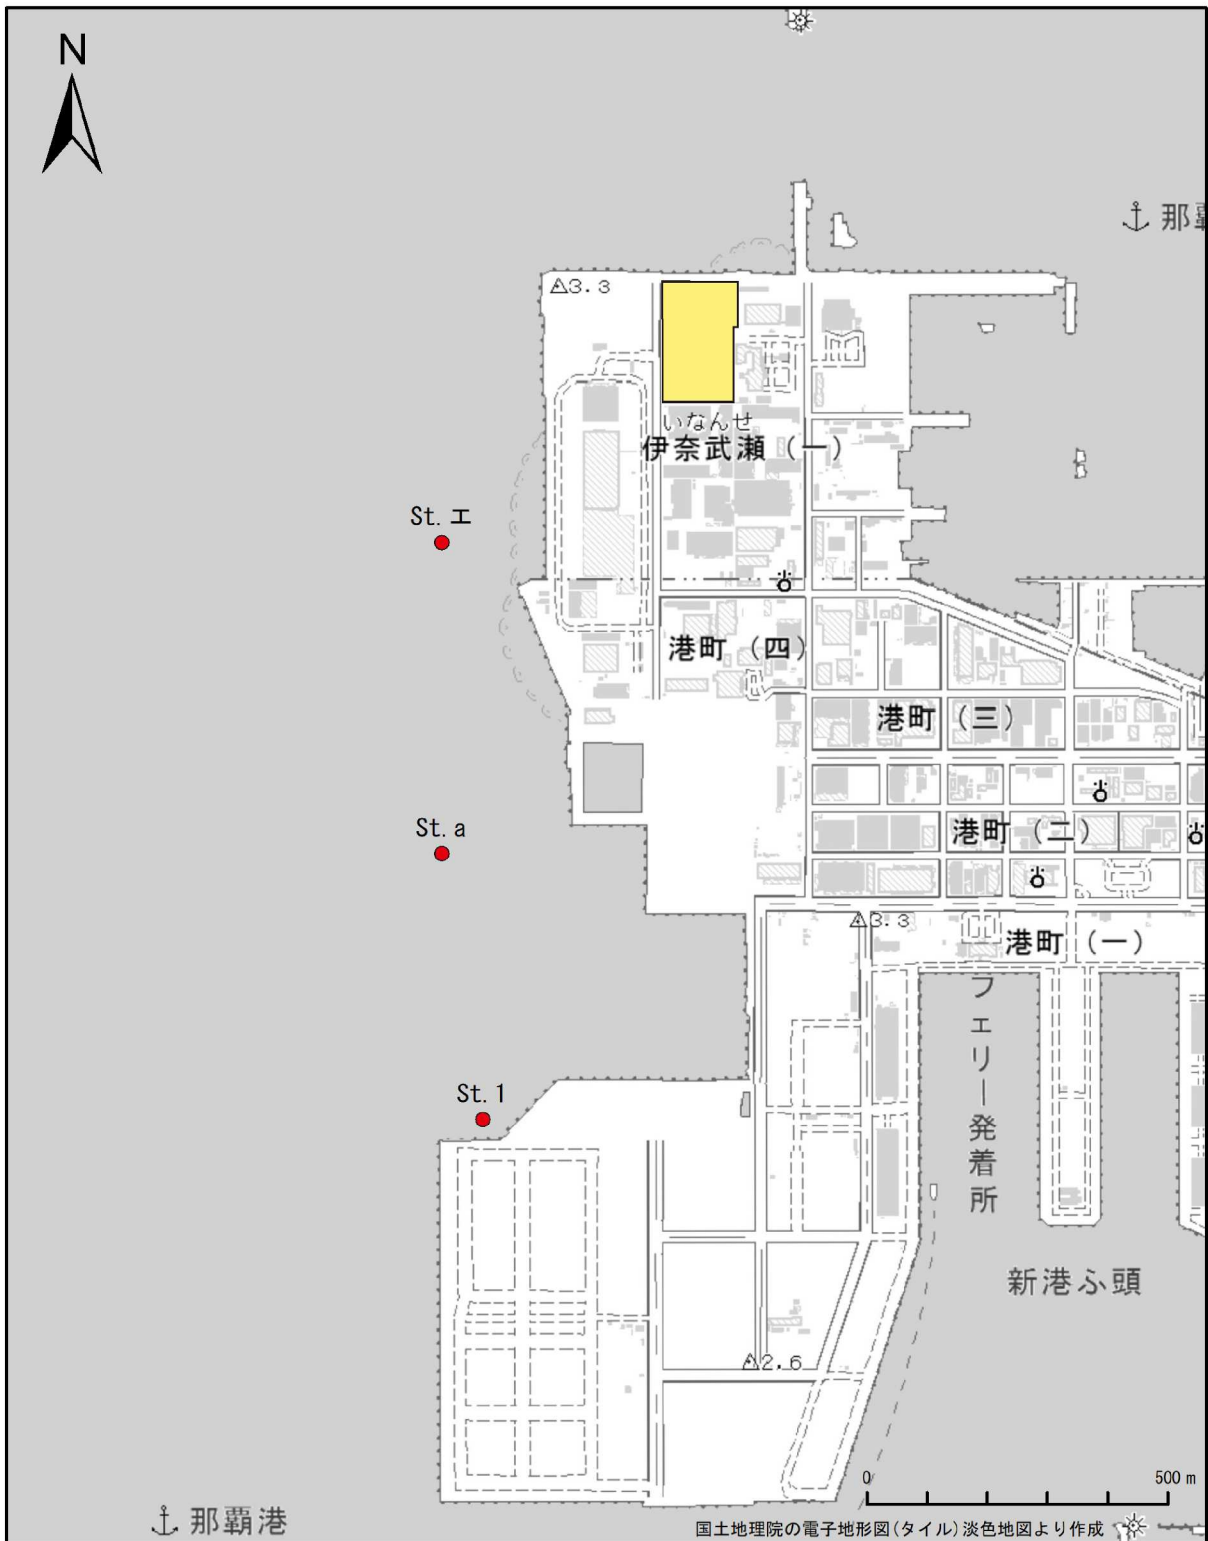 N
那覇
3.3
いなんせ
伊奈武瀬（一）
St. エ
港町（四）
港町（三）
St. a
港町（二）
3.3
港町（一）
フェリー発着所
St. 1
新港ふ頭
2.6
0 500 m
那覇港
国土地理院の電子地形図(タイル)淡色地図より作成